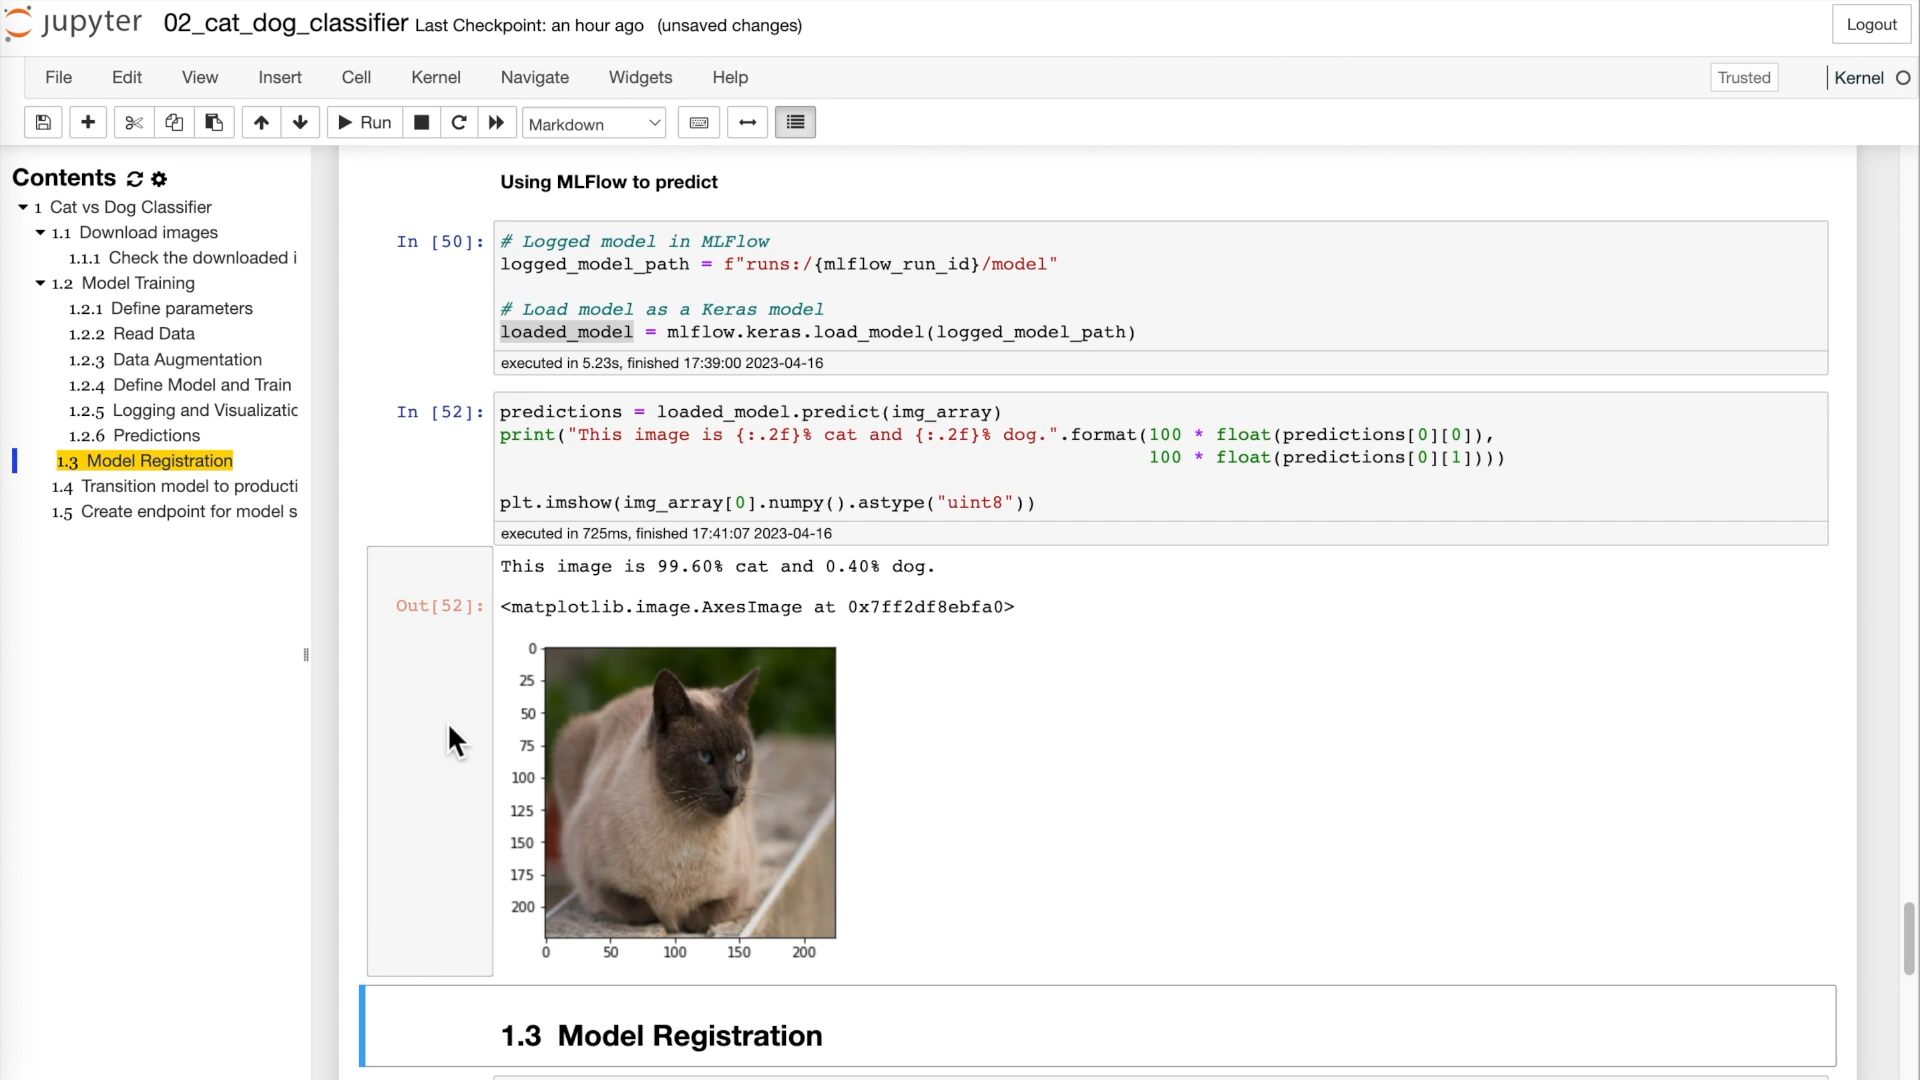 jupyter 02_cat_dog_classifier Last Checkpoint: an hour ago (unsaved changes)
Logout
File Edit View Insert Cell Kernel Navigate Widgets Help
Trusted
Kernel
Run
Markdown
Contents
1 Cat vs Dog Classifier
1.1 Download images
1.1.1 Check the downloaded i
1.2 Model Training
1.2.1 Define parameters
1.2.2 Read Data
1.2.3 Data Augmentation
1.2.4 Define Model and Train
1.2.5 Logging and Visualizatic
1.2.6 Predictions
1.3 Model Registration
1.4 Transition model to producti
1.5 Create endpoint for model s
Using MLFlow to predict
In [50]:
# Logged model in MLFlow
logged_model_path = f"runs:/{mlflow_run_id}/model"
# Load model as a Keras model
loaded_model = mlflow.keras.load_model(logged_model_path)
executed in 5.23s, finished 17:39:00 2023-04-16
In [52]:
predictions = loaded_model.predict(img_array)
print("This image is {:.2f}% cat and {:.2f}% dog.".format(100 * float(predictions[0][0]),
100 * float(predictions[0][1])))
plt.imshow(img_array[0].numpy().astype("uint8"))
executed in 725ms, finished 17:41:07 2023-04-16
This image is 99.60% cat and 0.40% dog.
Out[52]:
<matplotlib.image.AxesImage at 0x7ff2df8ebfa0>
0
25
50
75
100
125
150
175
200
0 50 100 150 200
1.3 Model Registration